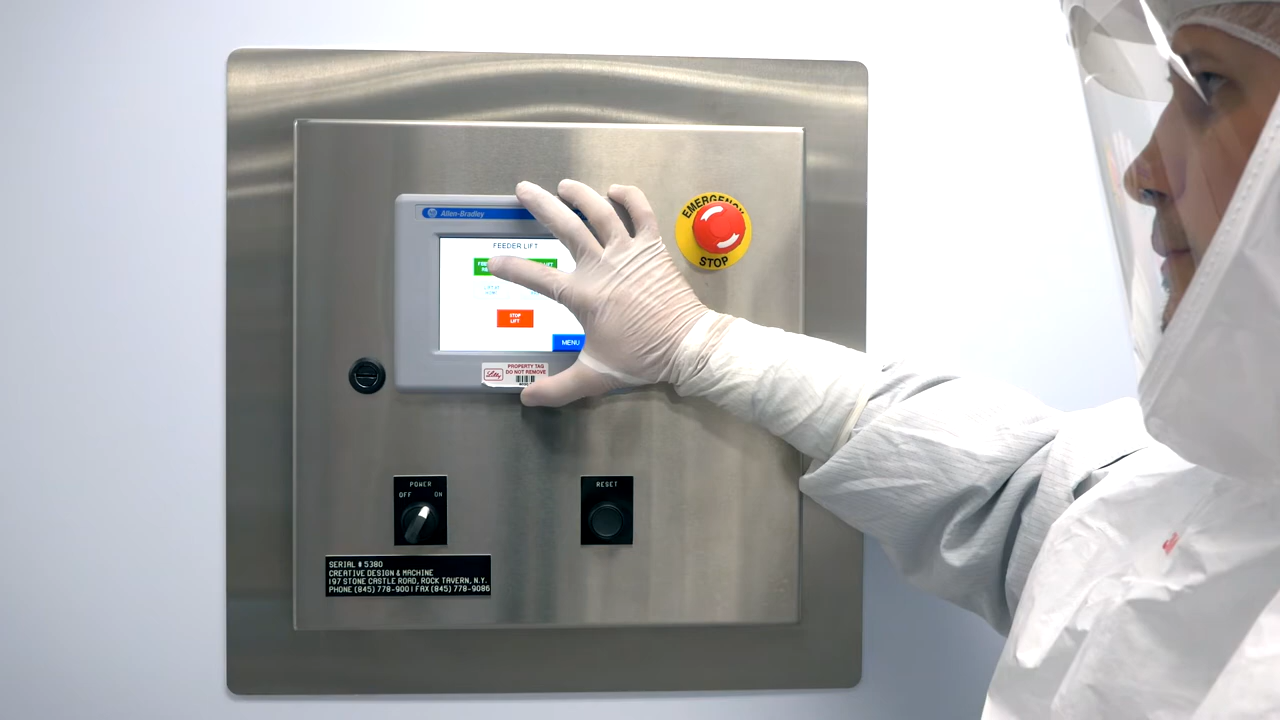 Allen-Bradley
EMERGENCY
STOP
FEEDER LIFT
STOP
LIFT
MENU
Lilly
PROPERTY TAG
DO NOT REMOVE
POWER
OFF ON
RESET
SERIAL # 5380
CREATIVE DESIGN & MACHINE
197 STONE CASTLE ROAD, ROCK TAVERN, N.Y.
PHONE (845) 778-9001 FAX (845) 778-9086